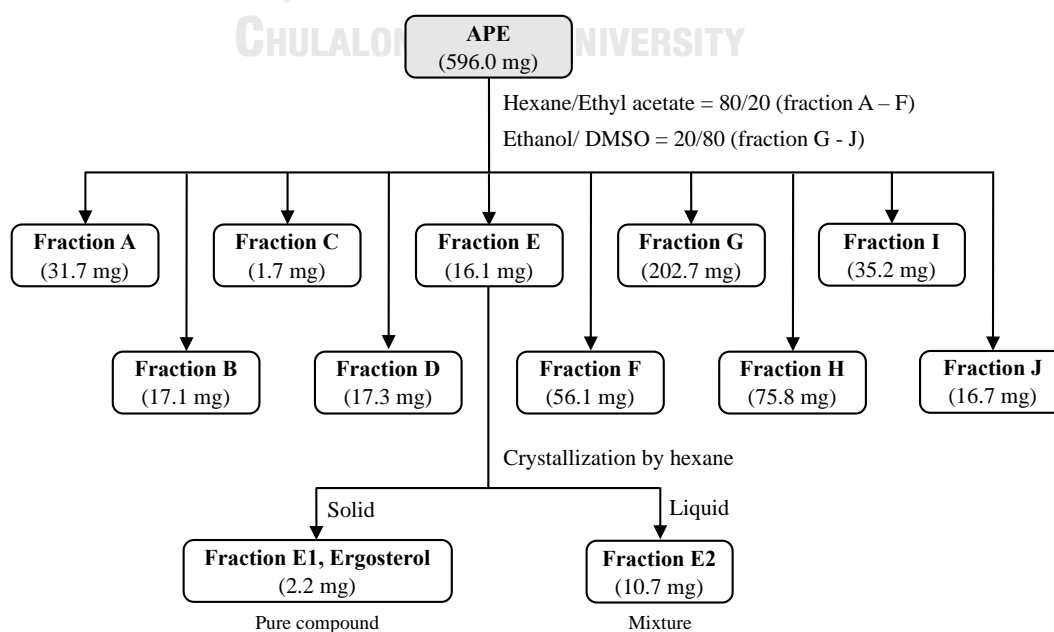 CHULALON NIVERSITY
APE
(596.0 mg)
Hexane/Ethyl acetate = 80/20 (fraction A – F)
Ethanol/ DMSO = 20/80 (fraction G - J)
Fraction A
(31.7 mg)
Fraction C
(1.7 mg)
Fraction E
(16.1 mg)
Fraction G
(202.7 mg)
Fraction I
(35.2 mg)
Fraction B
(17.1 mg)
Fraction D
(17.3 mg)
Fraction F
(56.1 mg)
Fraction H
(75.8 mg)
Fraction J
(16.7 mg)
Crystallization by hexane
Solid
Liquid
Fraction E1, Ergosterol
(2.2 mg)
Fraction E2
(10.7 mg)
Pure compound
Mixture